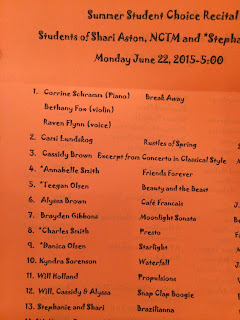 Summer Student Choice Recital
Students of Shari Aston, NCTM and *Stepha
Monday June 22, 2015-5:00
1. Corrine Schramm (Piano) Break Away
Bethany Fox (violin)
Raven Flynn (voice)
2. Cami Lundskog Rustles of Spring
3. Cassidy Brown Excerpt from Concerto in Classical Style
4. *Annabelle Smith Friends Forever
5. *Teegan Olsen Beauty and the Beast
6. Alyssa Brown Café Francais
7. Brayden Gibbons Moonlight Sonata
8. *Charles Smith Presto
9. *Danica Olsen Starlight
10. Kyndra Sorenson Waterfall
11. Will Holland Propulsions
12. Will, Cassidy & Alyssa Snap Clap Boogie
13. Stephanie and Shari Brazilianna